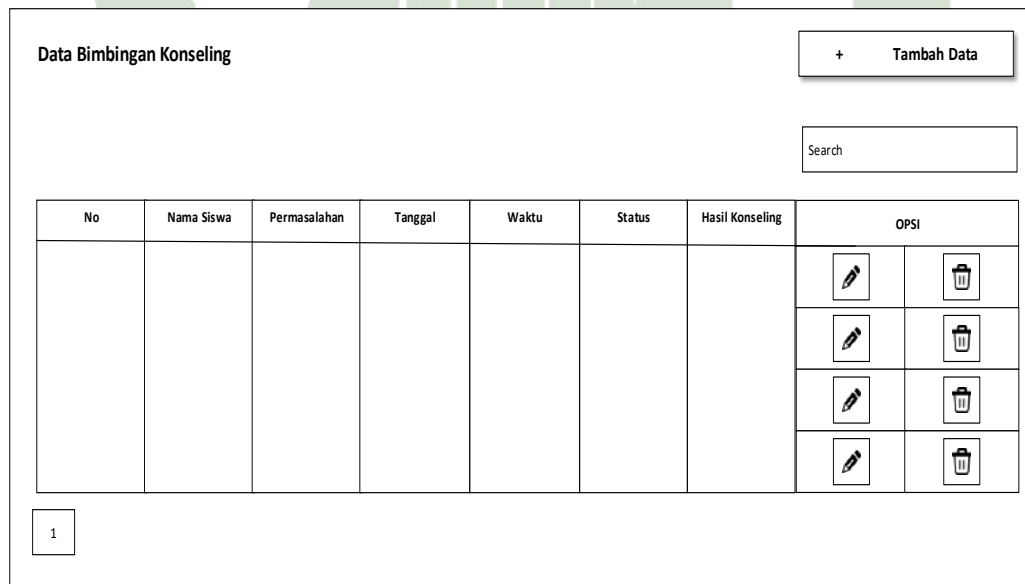 Data Bimbingan Konseling
+ Tambah Data
Search
No Nama Siswa Permasalahan Tanggal Waktu Status Hasil Konseling OPSI
1